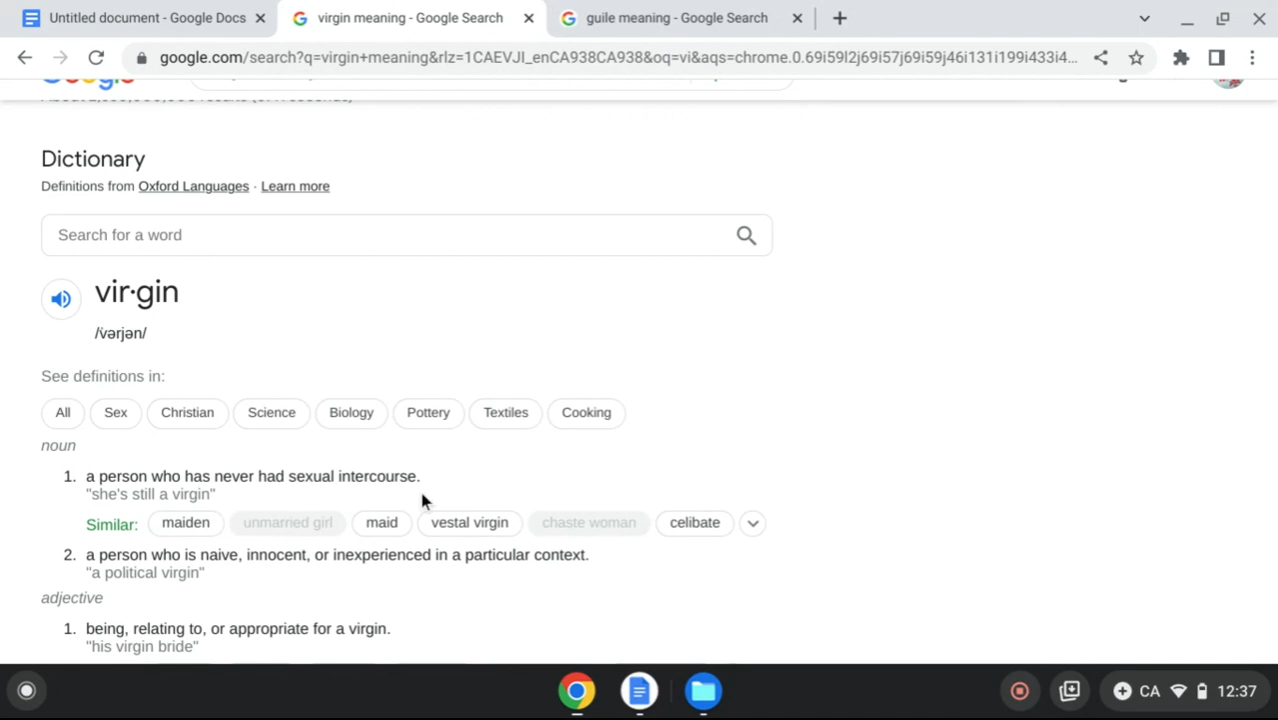 Untitled document - Google Docs
virgin meaning - Google Search
guile meaning - Google Search
google.com/search?q=virgin+meaning&rlz=1CAEVJI_enCA938CA938&oq=vi&aqs=chrome.0.69i59l2j69i57j69i59j46i131i199i433i4...
Dictionary
Definitions from Oxford Languages · Learn more
Search for a word
vir·gin
/ˈvərjən/
See definitions in:
All Sex Christian Science Biology Pottery Textiles Cooking
noun
1. a person who has never had sexual intercourse.
"she's still a virgin"
Similar: maiden unmarried girl maid vestal virgin chaste woman celibate
2. a person who is naive, innocent, or inexperienced in a particular context.
"a political virgin"
adjective
1. being, relating to, or appropriate for a virgin.
"his virgin bride"
CA 12:37